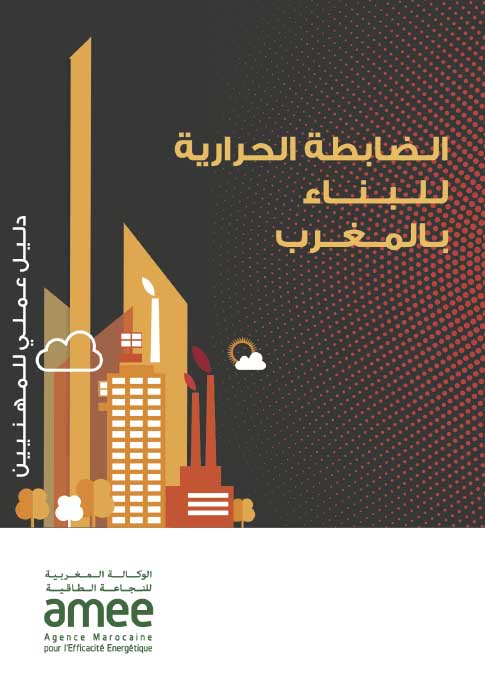 الضابطة الحرارية
للبناء
بالمغرب
دليل عملي للمهنيين
الوكالة المغربية
للنجاعة الطاقية
amee
Agence Marocaine
pour l'Efficacité Energétique